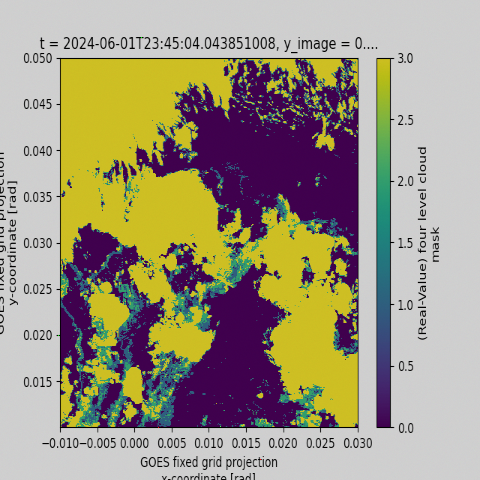 t = 2024-06-01T23:45:04.043851008, y_image = 0....
0.050
0.045
0.040
0.035
0.030
0.025
0.020
0.015
GOES fixed grid projection
y-coordinate [rad]
−0.010 −0.005 0.000 0.005 0.010 0.015 0.020 0.025 0.030
GOES fixed grid projection
x-coordinate [rad]
3.0
2.5
2.0
1.5
1.0
0.5
0.0
(Real-Value) four level cloud
mask